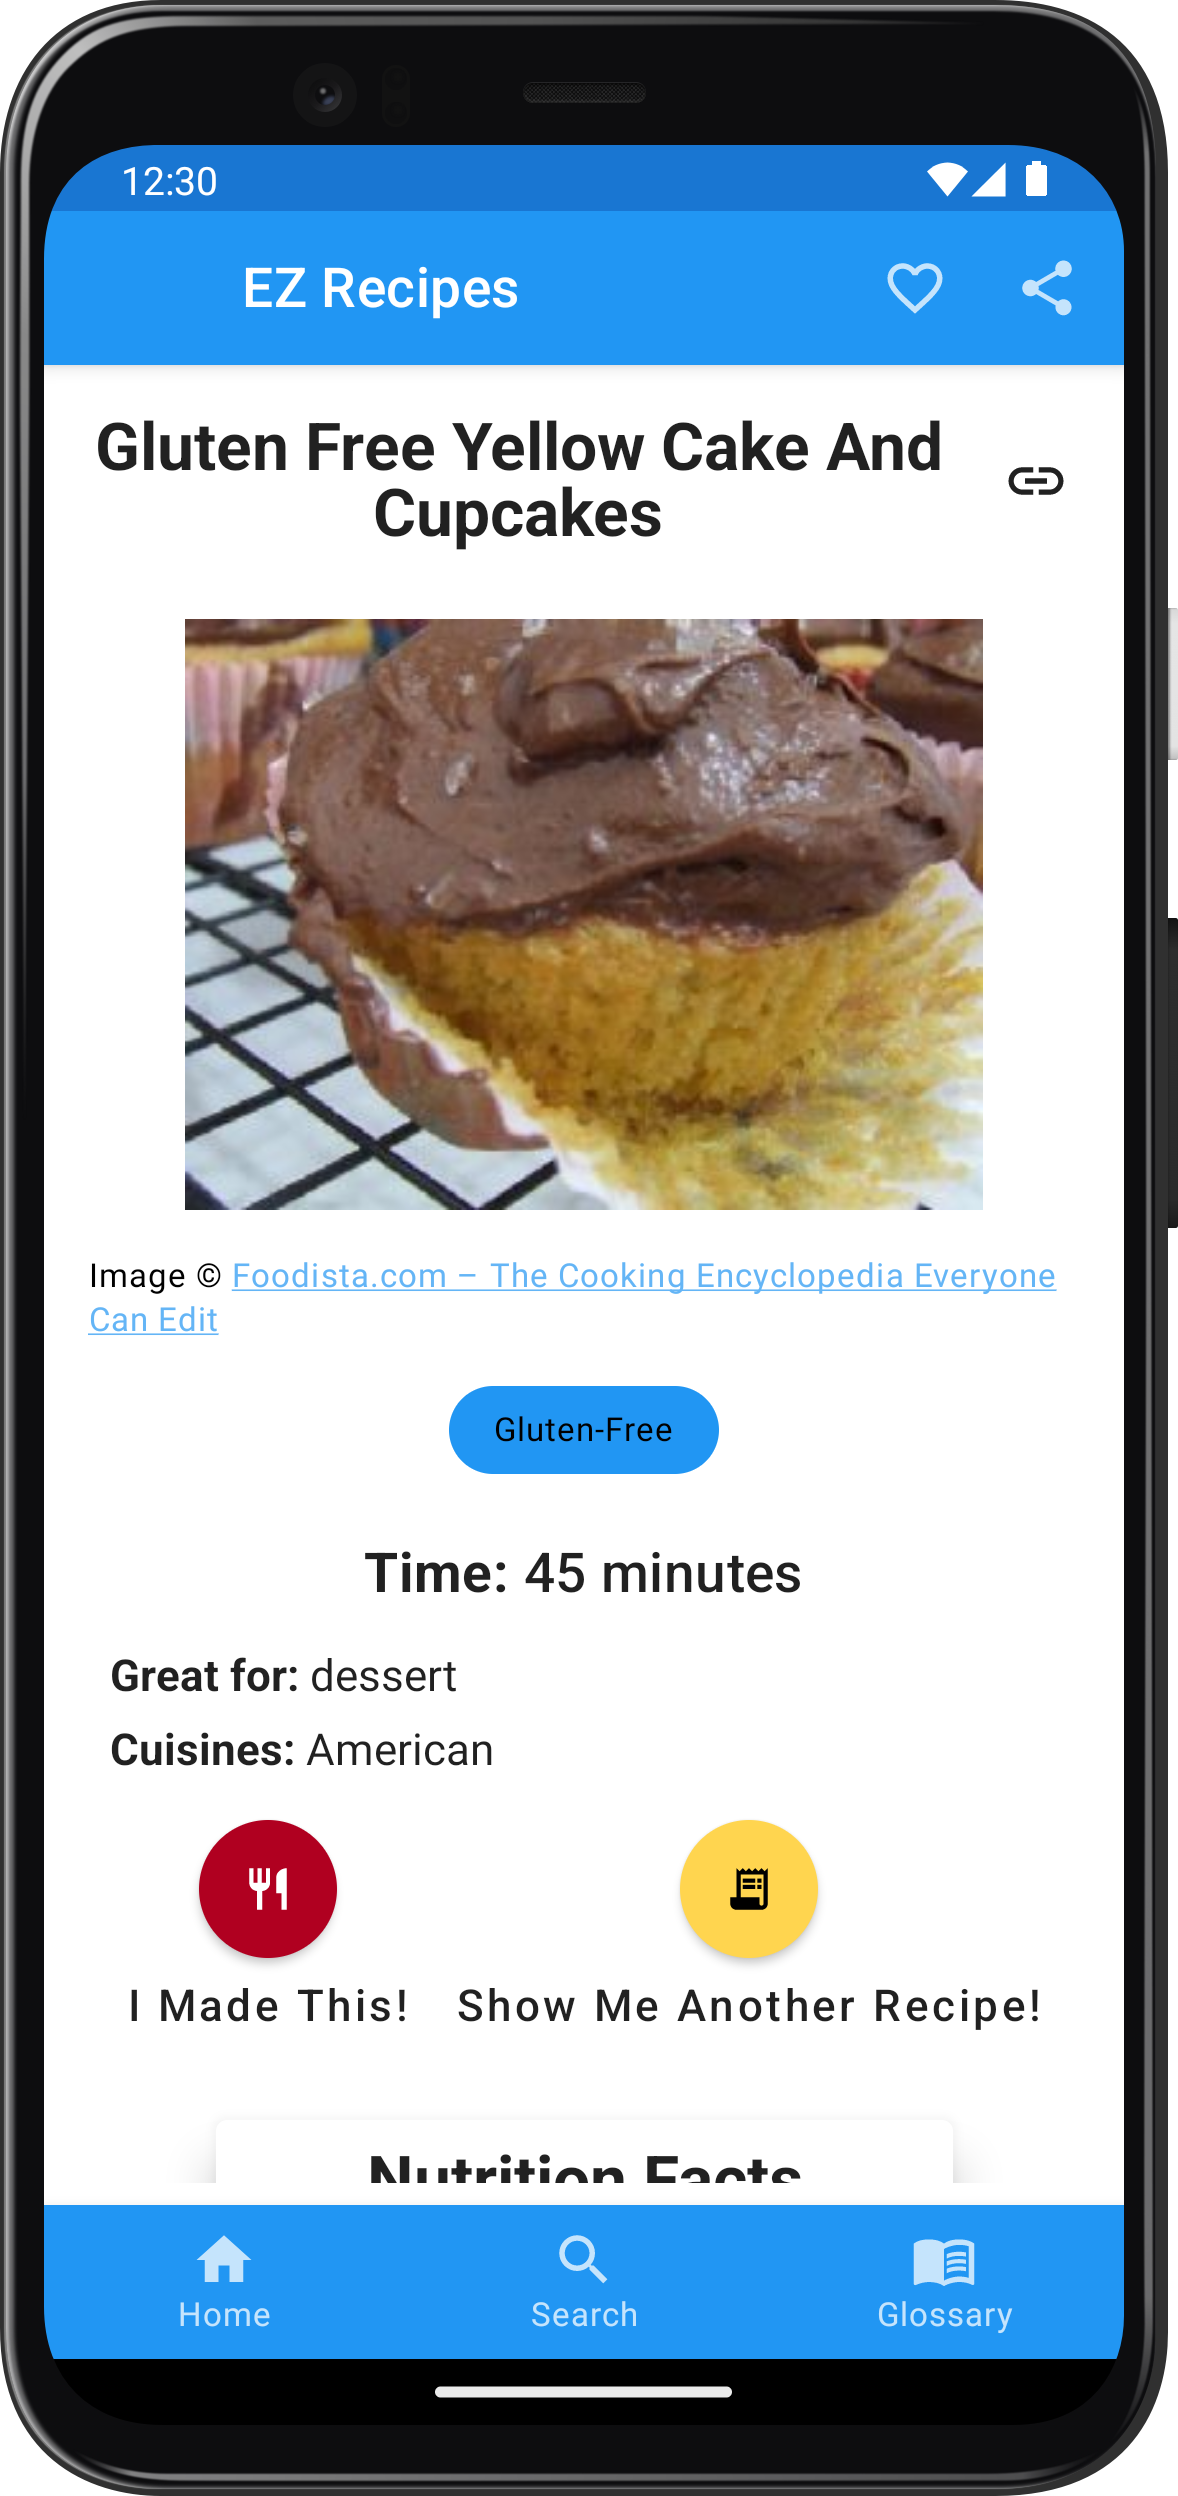 12:30
EZ Recipes
Gluten Free Yellow Cake And
Cupcakes
Image © Foodista.com – The Cooking Encyclopedia Everyone
Can Edit
Gluten-Free
Time: 45 minutes
Great for: dessert
Cuisines: American
I Made This! Show Me Another Recipe!
Nutrition Facts
Home Search Glossary